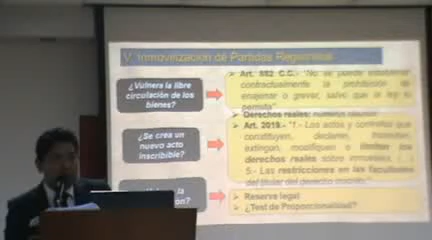 V. Inmovilización de Partidas Registrales
¿Vulnera la libre
circulación de los
bienes?
Art. 882 C.C.- "No se puede establecer
contractualmente la prohibición de
enajenar o gravar, salvo que la ley lo
permita"
¿Se crea un
nuevo acto
inscribible?
Derechos reales: numerus clausus
Art. 2019.- "1.- Los actos y contratos que
constituyen, declaren, trasmitan,
extingan, modifiquen o limiten los
derechos reales sobre inmuebles, (...)
5.- Las restricciones en las facultades
del titular del derecho inscrito."
la
Reserva legal
¿Test de Proporcionalidad?